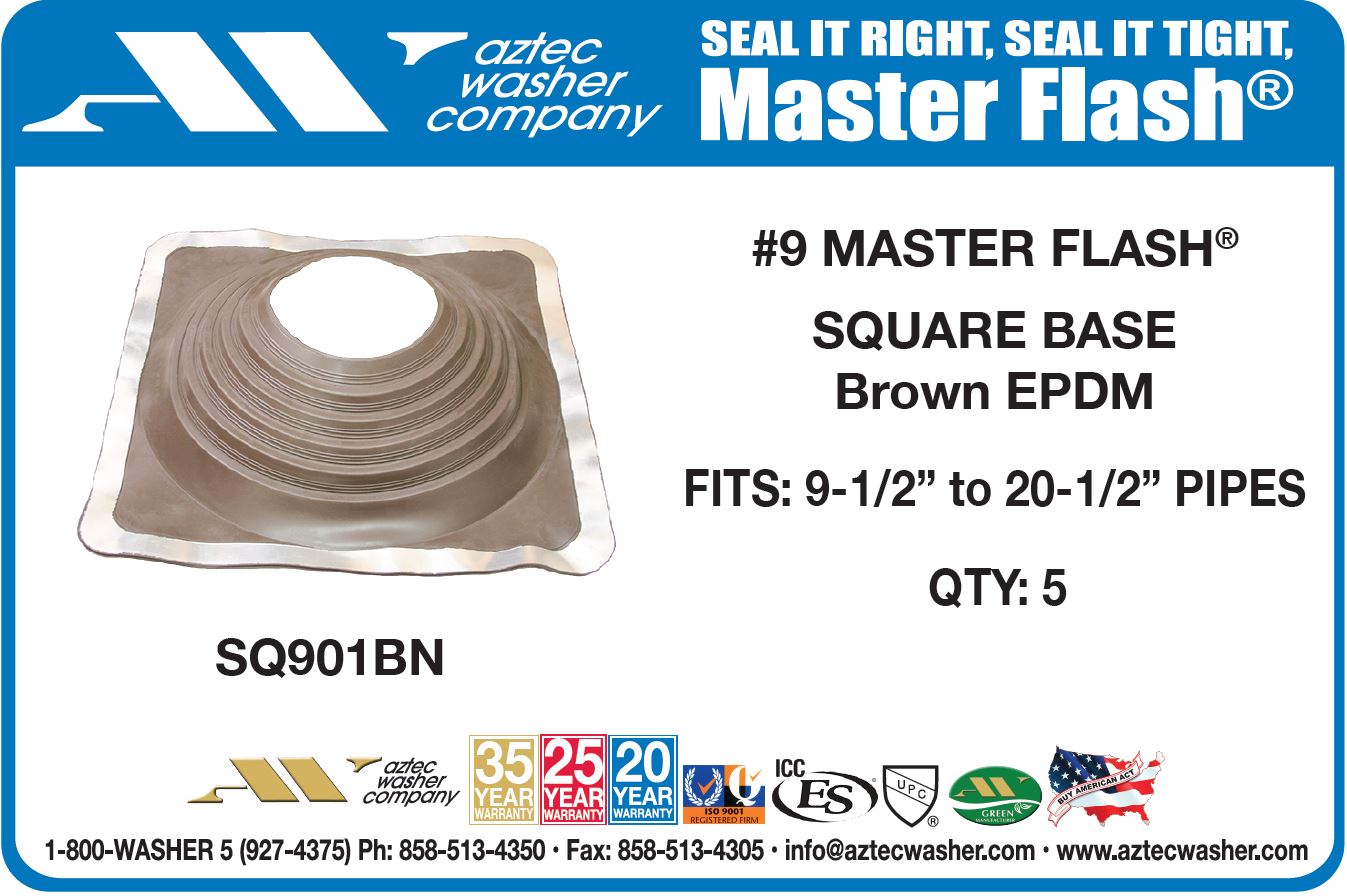 aztec
washer
company
SEAL IT RIGHT, SEAL IT TIGHT,
Master Flash®
#9 MASTER FLASH®
SQUARE BASE
Brown EPDM
FITS: 9-1/2” to 20-1/2” PIPES
QTY: 5
SQ901BN
aztec
washer
company
35
YEAR
WARRANTY
25
YEAR
WARRANTY
20
YEAR
WARRANTY
Q
ISO 9001
REGISTERED FIRM
ICC
ES
UPC
®
GREEN
MANUFACTURER
BUY AMERICAN ACT
1-800-WASHER 5 (927-4375) Ph: 858-513-4350 • Fax: 858-513-4305 • info@aztecwasher.com • www.aztecwasher.com